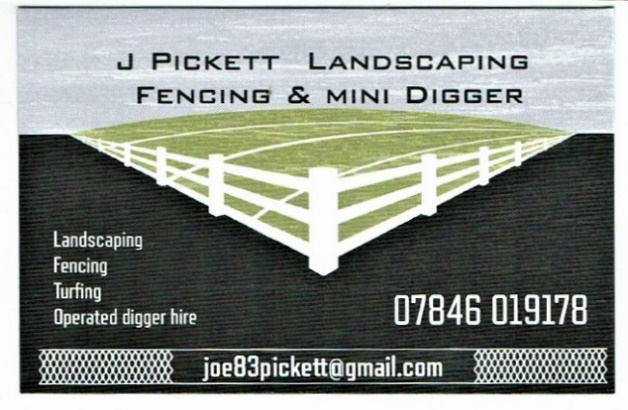 J Pickett Landscaping
Fencing & mini Digger
Landscaping
Fencing
Turfing
Operated digger hire
07846 019178
joe83pickett@gmail.com